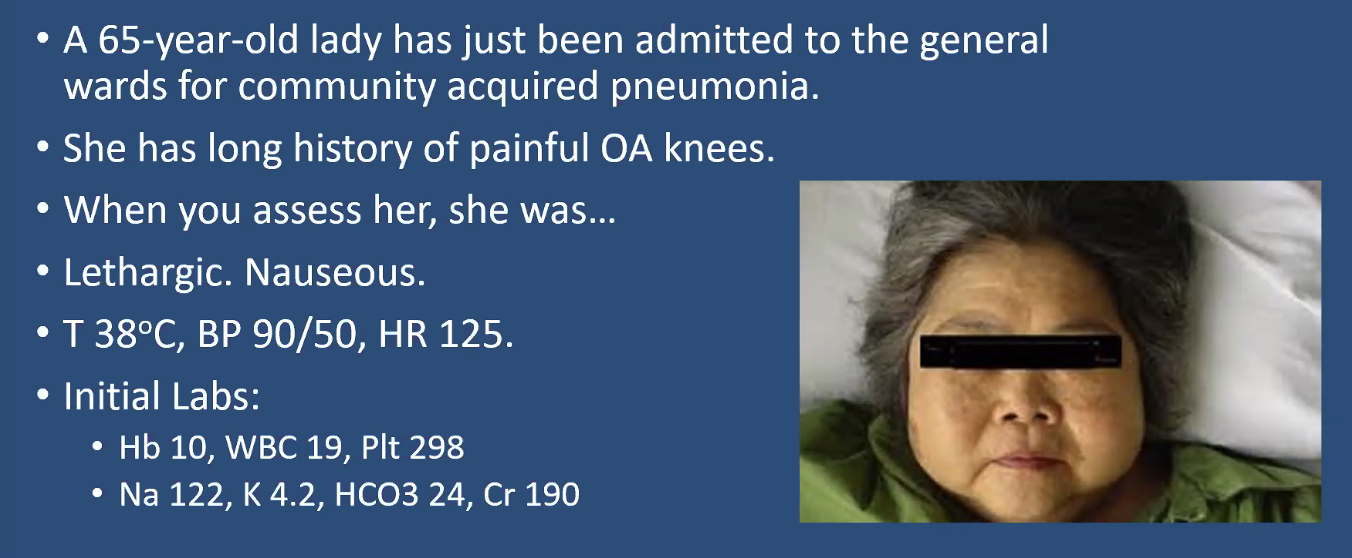 • A 65-year-old lady has just been admitted to the general
wards for community acquired pneumonia.
• She has long history of painful OA knees.
• When you assess her, she was…
• Lethargic. Nauseous.
• T 38ᵒC, BP 90/50, HR 125.
• Initial Labs:
• Hb 10, WBC 19, Plt 298
• Na 122, K 4.2, HCO3 24, Cr 190